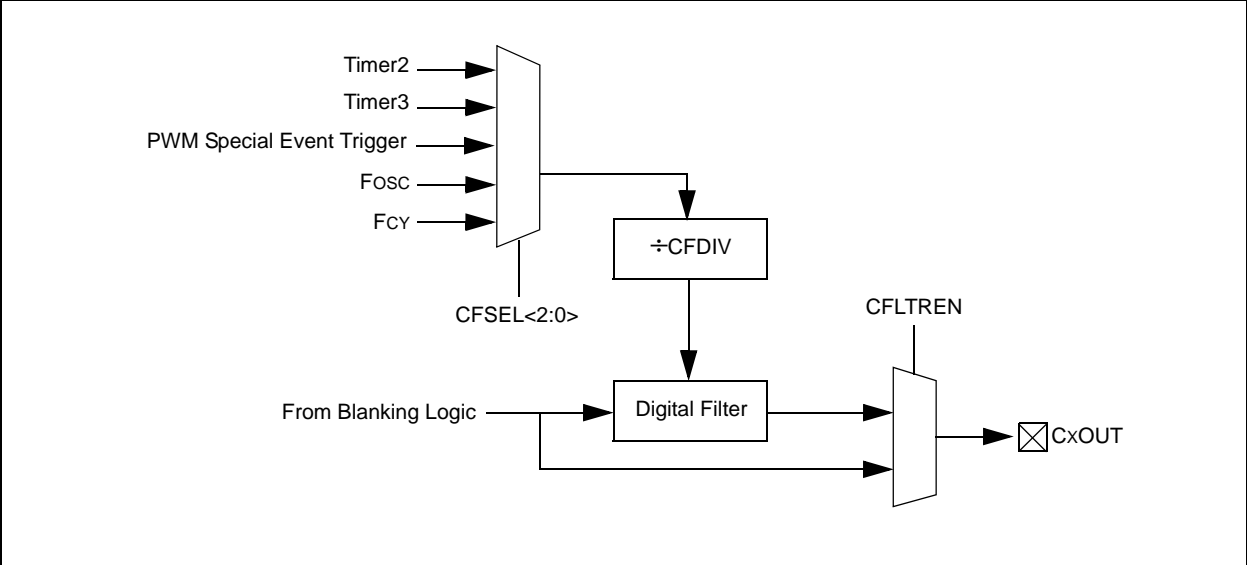 Timer2
Timer3
PWM Special Event Trigger
FOSC
FCY
÷CFDIV
CFSEL<2:0>
CFLTREN
From Blanking Logic
Digital Filter
CXOUT